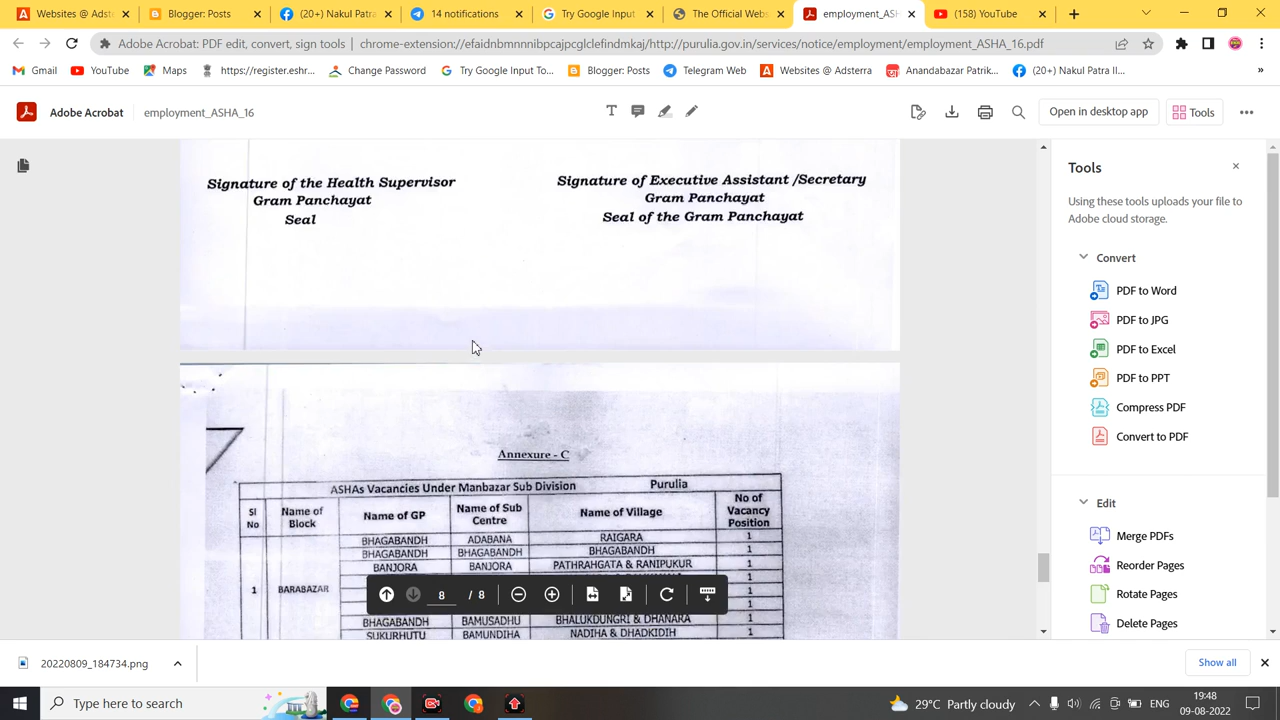 Websites @ Adster
Blogger: Posts
(20+) Nakul Patra
14 notifications
Try Google Input
The Official Webs
employment_ASH
(158) YouTube
Adobe Acrobat: PDF edit, convert, sign tools | chrome-extension://efaidnbmnnnibpcajpcglclefindmkaj/http://purulia.gov.in/services/notice/employment/employment_ASHA_16.pdf
Gmail YouTube Maps https://register.eshr... Change Password Try Google Input To... Blogger: Posts Telegram Web Websites @ Adsterra Anandabazar Patrik... (20+) Nakul Patra II... »
Adobe Acrobat employment_ASHA_16 Open in desktop app Tools
Signature of the Health Supervisor
Gram Panchayat
Seal
Signature of Executive Assistant /Secretary
Gram Panchayat
Seal of the Gram Panchayat
Annexure - C
ASHAs Vacancies Under Manbazar Sub Division Purulia
Sl No Name of Block Name of GP Name of Sub Centre Name of Village No of Vacancy Position
BHAGABANDH ADABANA RAIGARA 1
BHAGABANDH BHAGABANDH BHAGABANDH 1
BANJORA BANJORA PATHRAHGATA & RANIPUKUR 1
1
1 BARABAZAR 1
1
BHAGABANDH BAMUSADHU BHALUKDUNGRI & DHANARA 1
SUKURHUTU BAMUNDIHA NADIHA & DHADKIDIH 1
8 / 8
Tools
Using these tools uploads your file to
Adobe cloud storage.
Convert
PDF to Word
PDF to JPG
PDF to Excel
PDF to PPT
Compress PDF
Convert to PDF
Edit
Merge PDFs
Reorder Pages
Rotate Pages
Delete Pages
20220809_184734.png
Show all
Type here to search
29°C Partly cloudy
ENG
19:48
09-08-2022